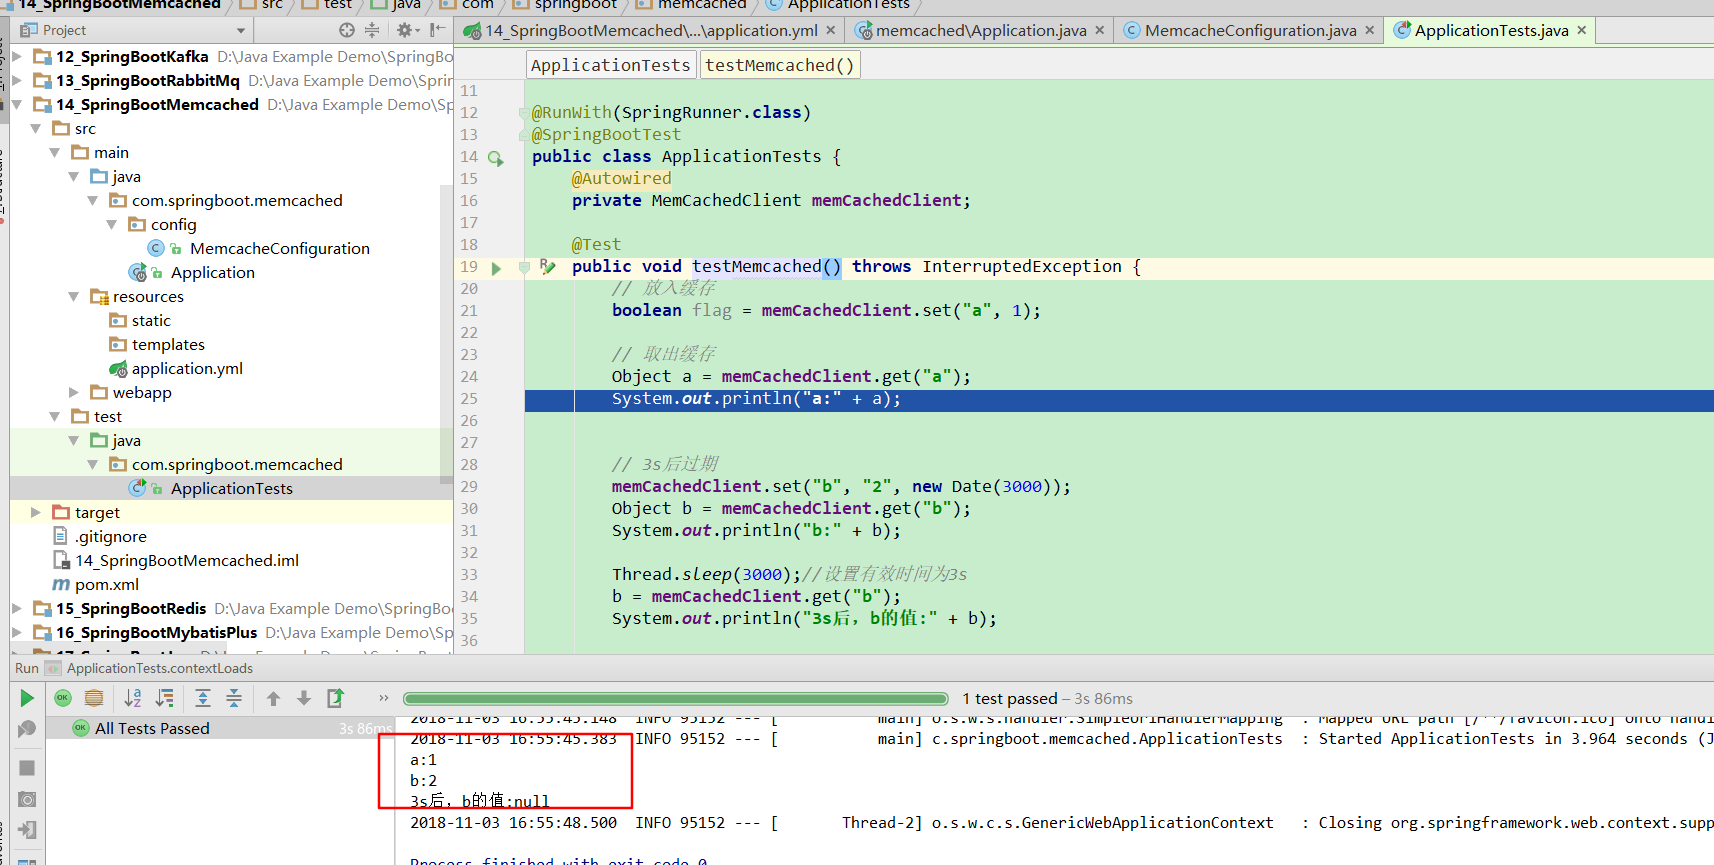 14_SpringBootMemcached src test java com springboot memcached ApplicationTests
Project
14_SpringBootMemcached\...\application.yml memcached\Application.java MemcacheConfiguration.java ApplicationTests.java
12_SpringBootKafka D:\Java Example Demo\SpringBo
13_SpringBootRabbitMq D:\Java Example Demo\S
14_SpringBootMemcached D:\Java Example Demo\Sp
src
main
java
com.springboot.memcached
config
MemcacheConfiguration
Application
resources
static
templates
application.yml
webapp
test
java
com.springboot.memcached
ApplicationTests
target
.gitignore
14_SpringBootMemcached.iml
pom.xml
15_SpringBootRedis D:\Java Example Demo\SpringBo
16_SpringBootMybatisPlus D:\Java Example Demo\Sp
ApplicationTests testMemcached()
11
12 @RunWith(SpringRunner.class)
13 @SpringBootTest
14 public class ApplicationTests {
15 @Autowired
16 private MemCachedClient memCachedClient;
17
18 @Test
19 public void testMemcached() throws InterruptedException {
20 // 放入缓存
21 boolean flag = memCachedClient.set("a", 1);
22
23 // 取出缓存
24 Object a = memCachedClient.get("a");
25 System.out.println("a:" + a);
26
27
28 // 3s后过期
29 memCachedClient.set("b", "2", new Date(3000));
30 Object b = memCachedClient.get("b");
31 System.out.println("b:" + b);
32
33 Thread.sleep(3000);//设置有效时间为3s
34 b = memCachedClient.get("b");
35 System.out.println("3s后，b的值:" + b);
36
Run ApplicationTests.contextLoads
1 test passed – 3s 86ms
All Tests Passed 3s 86ms
2018-11-03 16:55:45.148 INFO 95152 --- [ main] o.s.w.s.handler.SimpleUrlHandlerMapping : Mapped URL path [/**/favicon.ico] onto handl
2018-11-03 16:55:45.383 INFO 95152 --- [ main] c.springboot.memcached.ApplicationTests : Started ApplicationTests in 3.964 seconds (J
a:1
b:2
3s后，b的值:null
2018-11-03 16:55:48.500 INFO 95152 --- [ Thread-2] o.s.w.c.s.GenericWebApplicationContext : Closing org.springframework.web.context.supp
Process finished with exit code 0